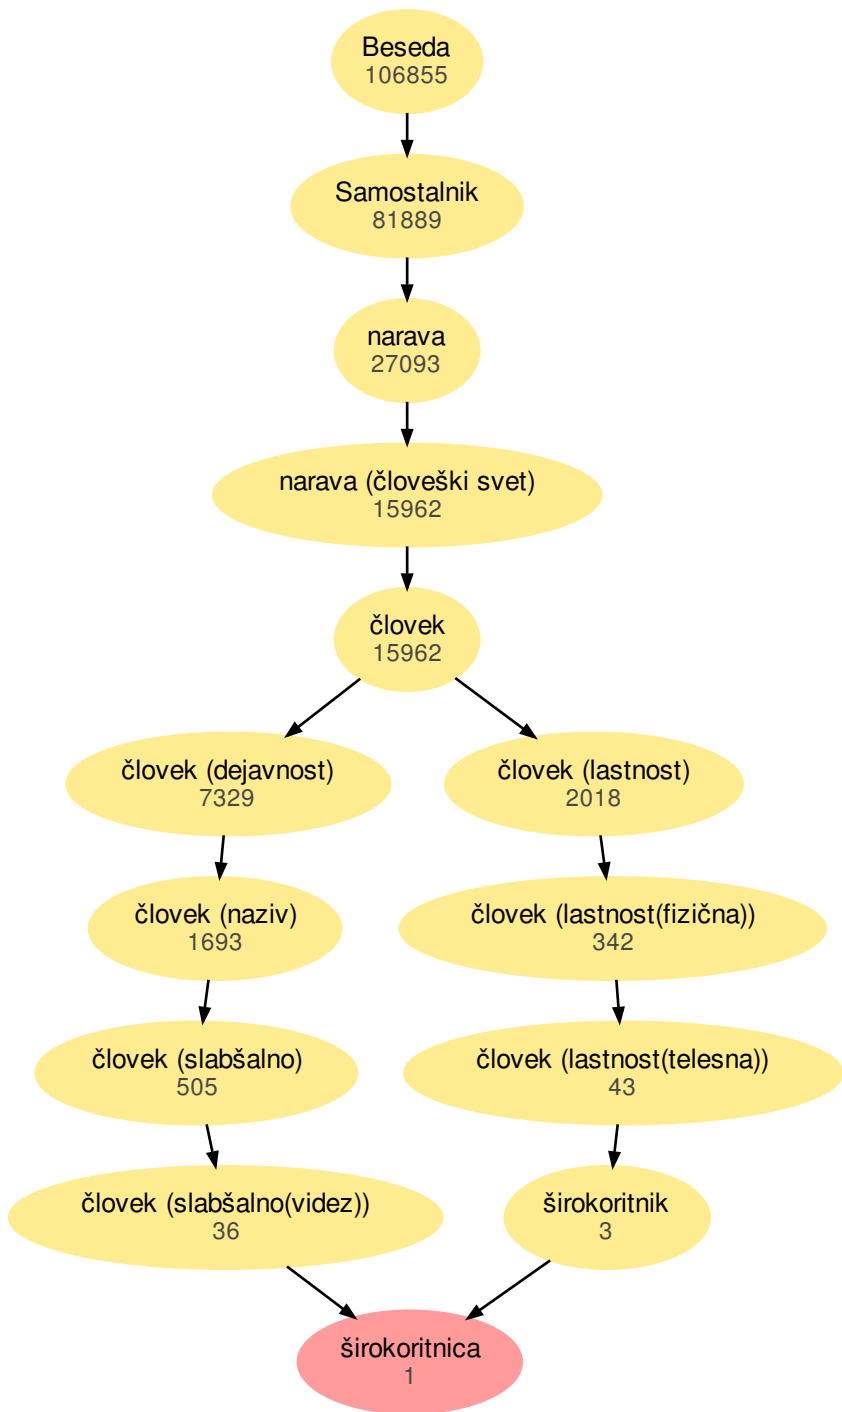 Beseda
106855
Samostalnik
81889
narava
27093
narava (človeški svet)
15962
človek
15962
človek (dejavnost)
7329
človek (lastnost)
2018
človek (naziv)
1693
človek (lastnost(fizična))
342
človek (slabšalno)
505
človek (lastnost(telesna))
43
človek (slabšalno(videz))
36
širokoritnik
3
širokoritnica
1